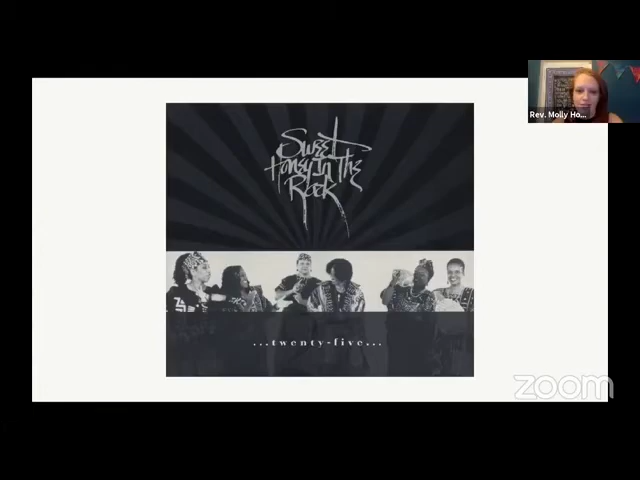 Sweet
Honey In The
Rock
...twenty-five...
Rev. Molly Ho...
zoom